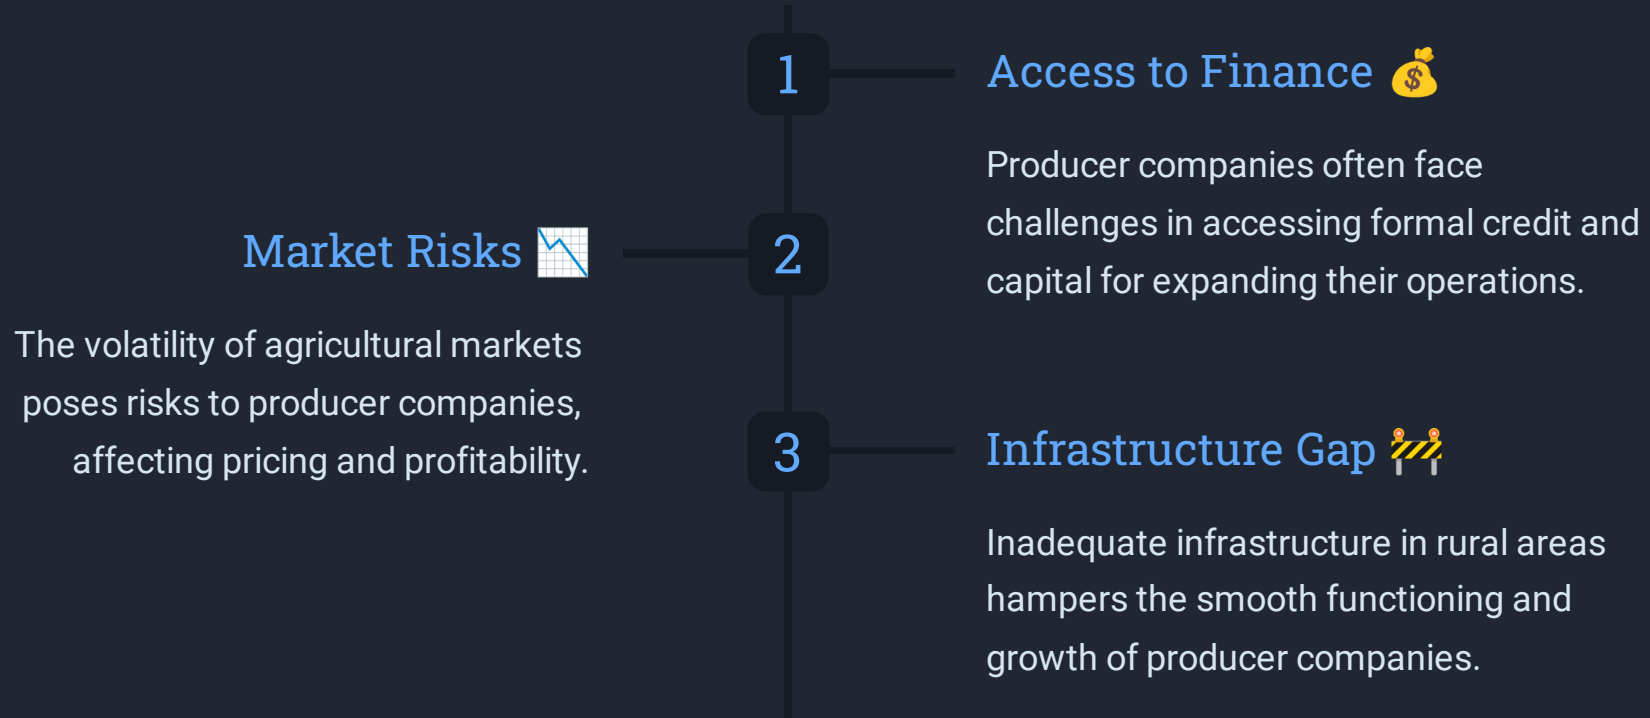 1
Access to Finance 💰
Producer companies often face
challenges in accessing formal credit and
capital for expanding their operations.
2
Market Risks 📉
The volatility of agricultural markets
poses risks to producer companies,
affecting pricing and profitability.
3
Infrastructure Gap 🚧
Inadequate infrastructure in rural areas
hampers the smooth functioning and
growth of producer companies.